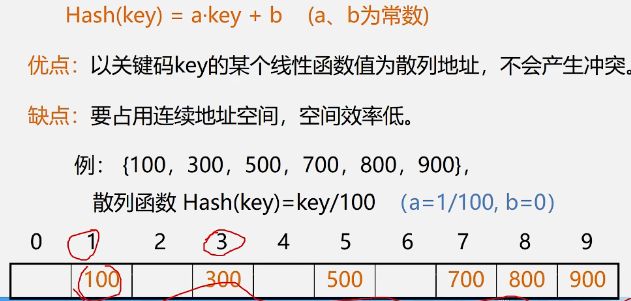 Hash(key) = a·key + b （a、b为常数）
优点：以关键码key的某个线性函数值为散列地址，不会产生冲突。
缺点：要占用连续地址空间，空间效率低。
例：{100，300，500，700，800，900}，
散列函数 Hash(key)=key/100 （a=1/100, b=0）
0 1 2 3 4 5 6 7 8 9
100 300 500 700 800 900